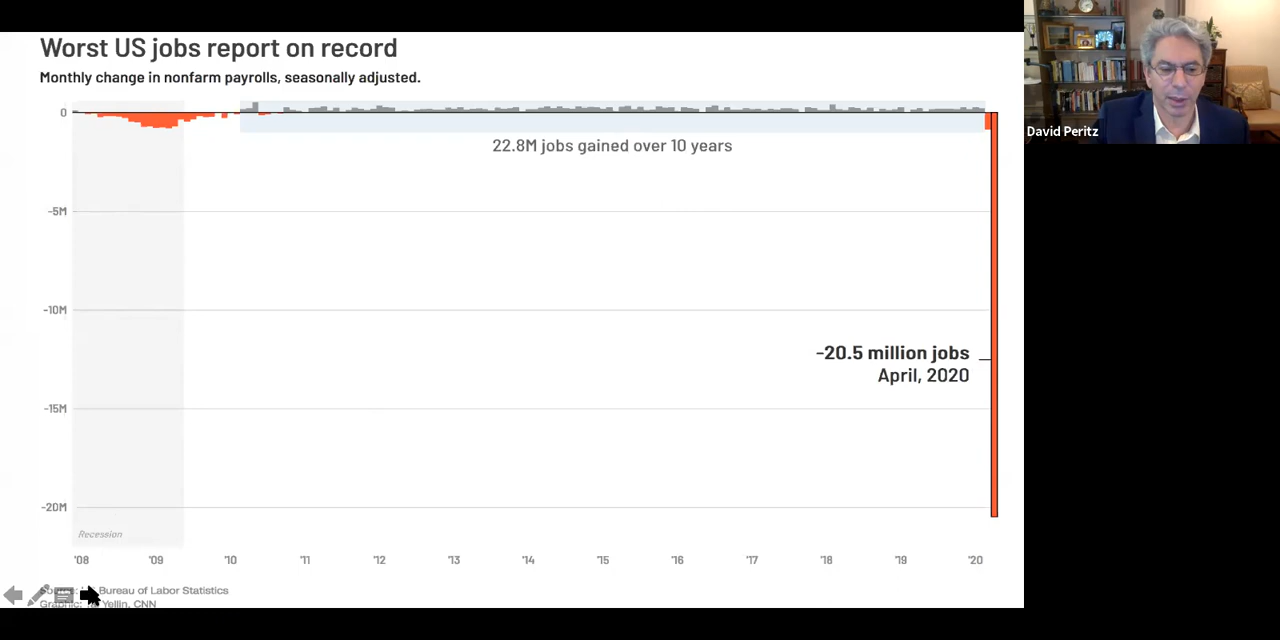 Worst US jobs report on record
Monthly change in nonfarm payrolls, seasonally adjusted.
0
22.8M jobs gained over 10 years
David Peritz
-5M
-10M
-20.5 million jobs
April, 2020
-15M
-20M
Recession
'08 '09 '10 '11 '12 '13 '14 '15 '16 '17 '18 '19 '20
Bureau of Labor Statistics
Graphic: Yellin, CNN